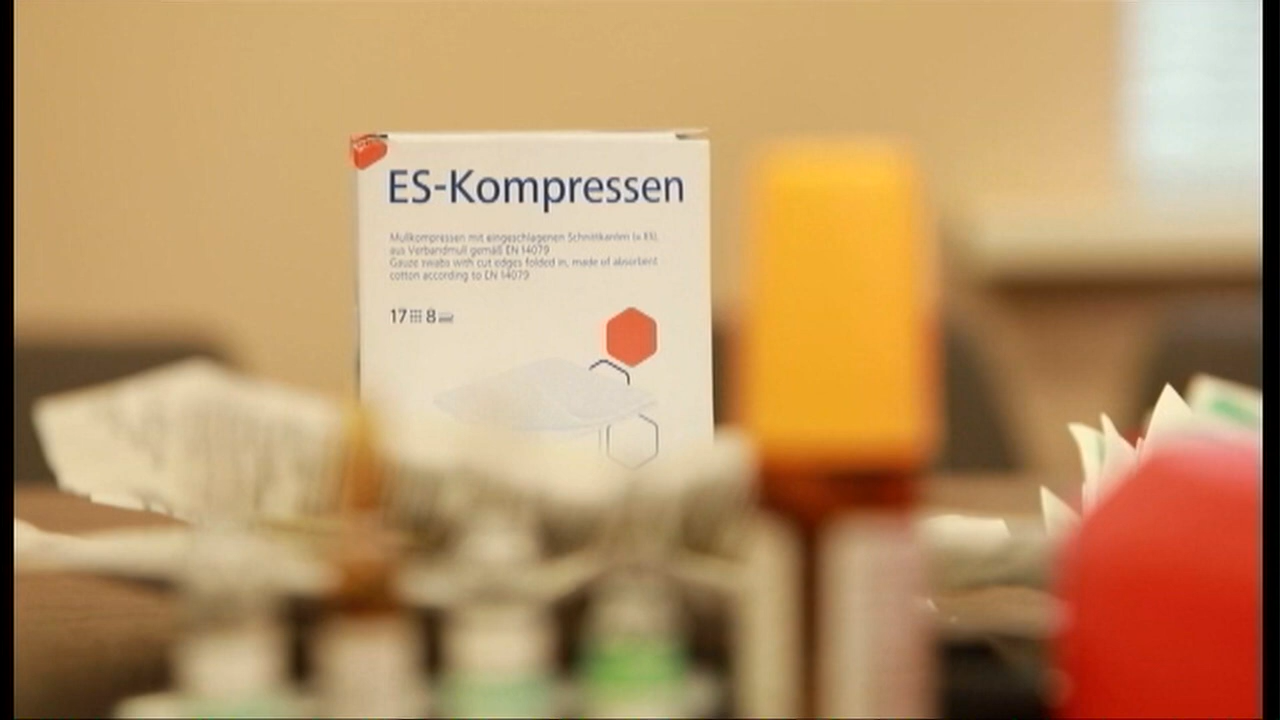 ES-Kompressen
Mullkompressen mit eingeschlagenen Schnittkanten (= ES),
aus Verbandmull gemäß EN 14079
Gauze swabs with cut edges folded in, made of absorbent
cotton according to EN 14079
17 8